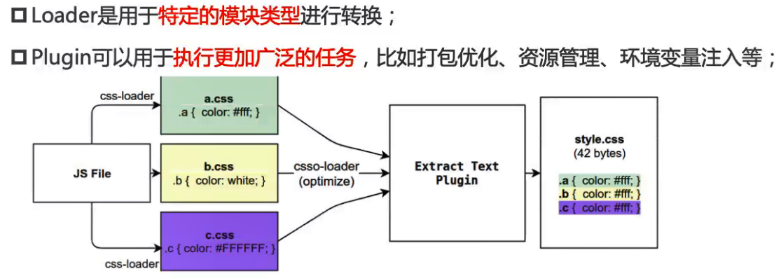 Loader是用于特定的模块类型进行转换；
Plugin可以用于执行更加广泛的任务，比如打包优化、资源管理、环境变量注入等；
css-loader
a.css
.a { color: #fff; }
JS File
b.css
.b { color: white; }
csso-loader
(optimize)
c.css
.c { color: #FFFFFF; }
css-loader
Extract Text
Plugin
style.css
(42 bytes)
.a { color: #fff; }
.b { color: #fff; }
.c { color: #fff; }